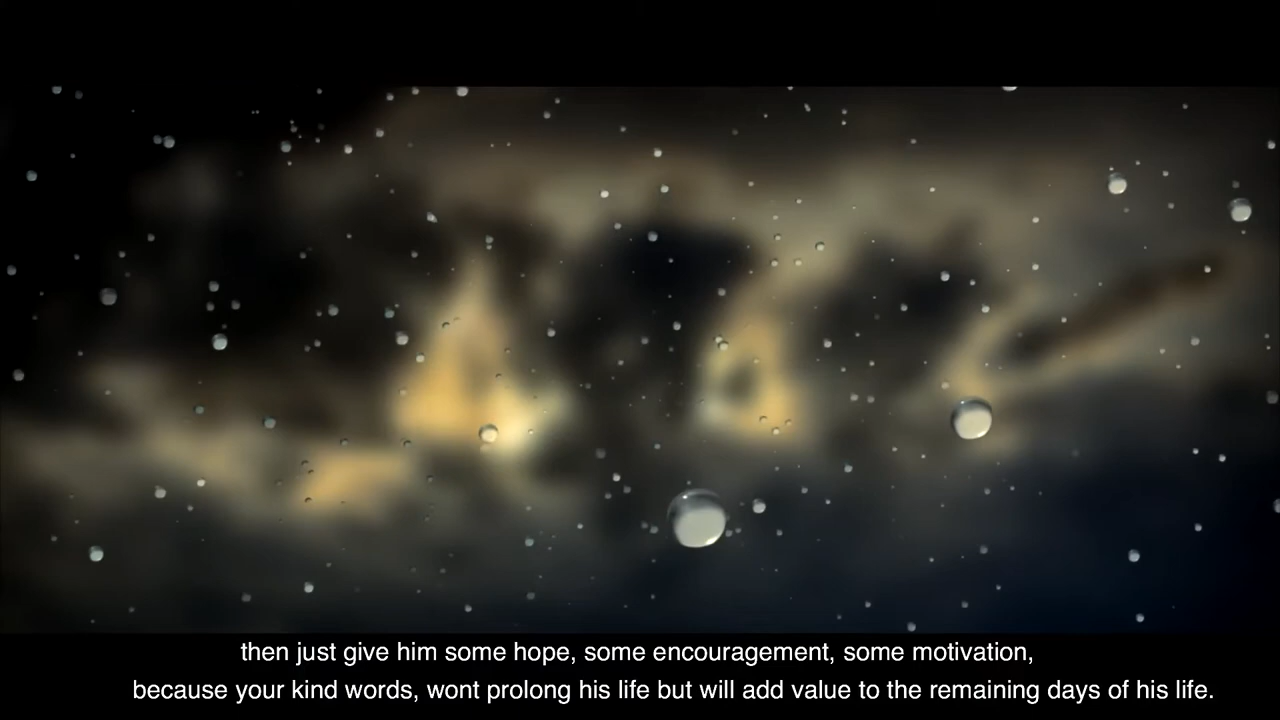 then just give him some hope, some encouragement, some motivation,
because your kind words, wont prolong his life but will add value to the remaining days of his life.